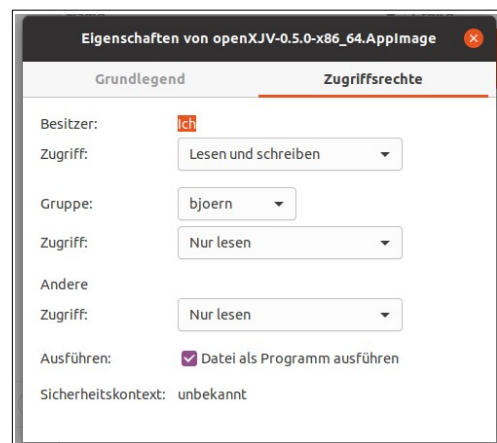 Eigenschaften von openXJV-0.5.0-x86_64.AppImage
Grundlegend Zugriffsrechte
Besitzer: Ich
Zugriff: Lesen und schreiben
Gruppe: bjoern
Zugriff: Nur lesen
Andere
Zugriff: Nur lesen
Ausführen: Datei als Programm ausführen
Sicherheitskontext: unbekannt